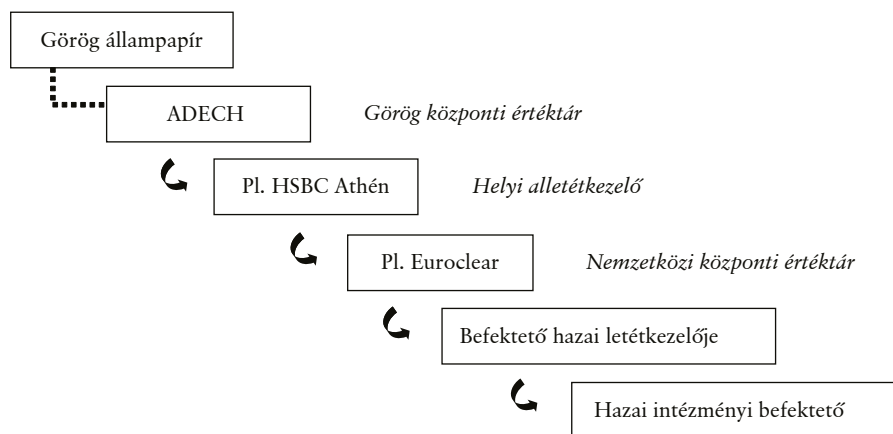 Görög állampapír
ADECH
Görög központi értéktár
Pl. HSBC Athén
Helyi alletétkezelő
Pl. Euroclear
Nemzetközi központi értéktár
Befektető hazai letétkezelője
Hazai intézményi befektető